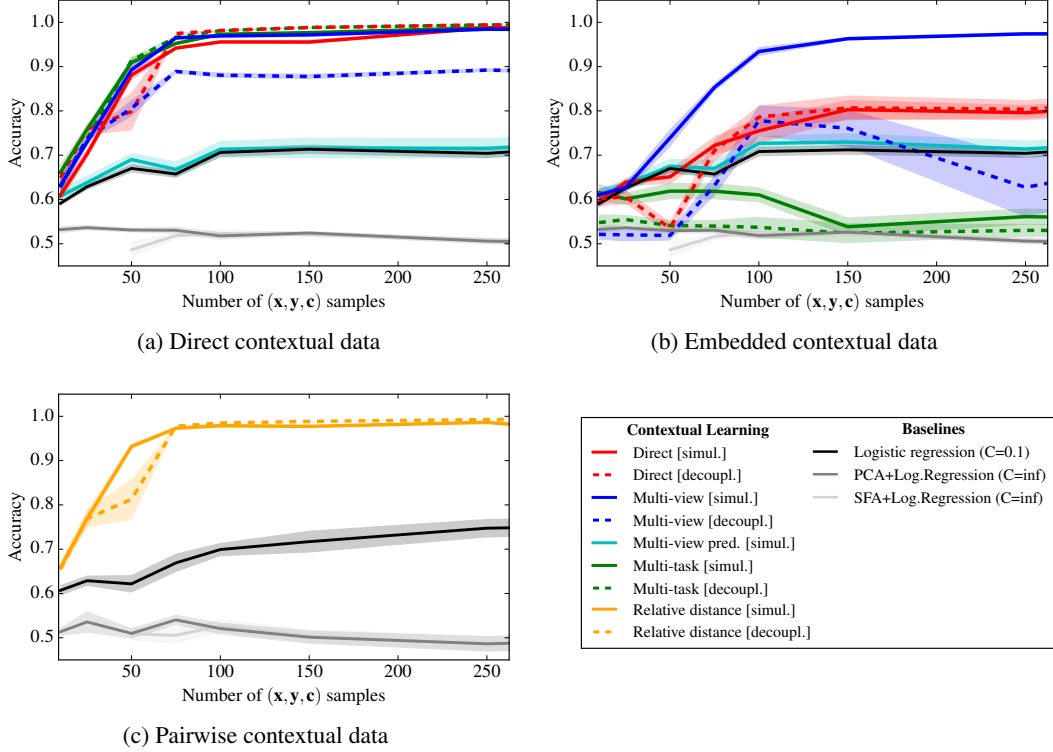 1.0
0.9
0.8
0.7
0.6
0.5
Accuracy
50 100 150 200 250
Number of (x, y, c) samples
(a) Direct contextual data
1.0
0.9
0.8
0.7
0.6
0.5
Accuracy
50 100 150 200 250
Number of (x, y, c) samples
(b) Embedded contextual data
1.0
0.9
0.8
0.7
0.6
0.5
Accuracy
50 100 150 200 250
Number of (x, y, c) samples
(c) Pairwise contextual data
Contextual Learning
Direct [simul.]
Direct [decoupl.]
Multi-view [simul.]
Multi-view [decoupl.]
Multi-view pred. [simul.]
Multi-task [simul.]
Multi-task [decoupl.]
Relative distance [simul.]
Relative distance [decoupl.]
Baselines
Logistic regression (C=0.1)
PCA+Log.Regression (C=inf)
SFA+Log.Regression (C=inf)